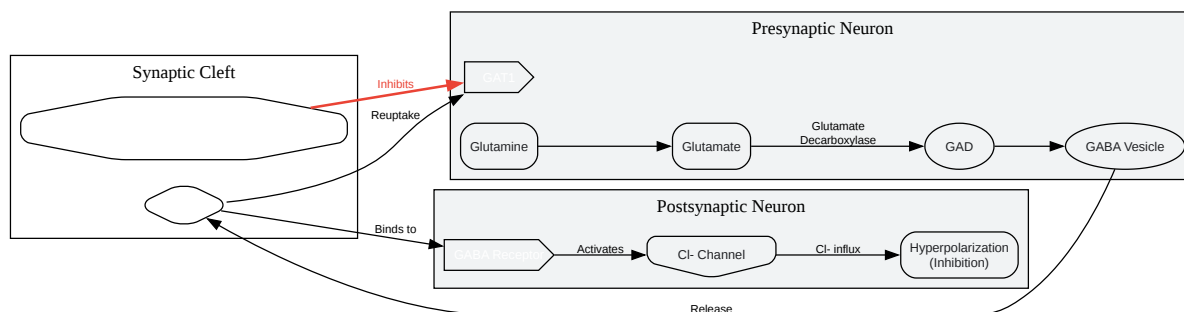 Presynaptic Neuron
Synaptic Cleft
GAT1
Inhibits
Reuptake
Glutamine
Glutamate
Glutamate
Decarboxylase
GAD
GABA Vesicle
Postsynaptic Neuron
Binds to
GABA Receptor
Activates
Cl- Channel
Cl- influx
Hyperpolarization
(Inhibition)
Release